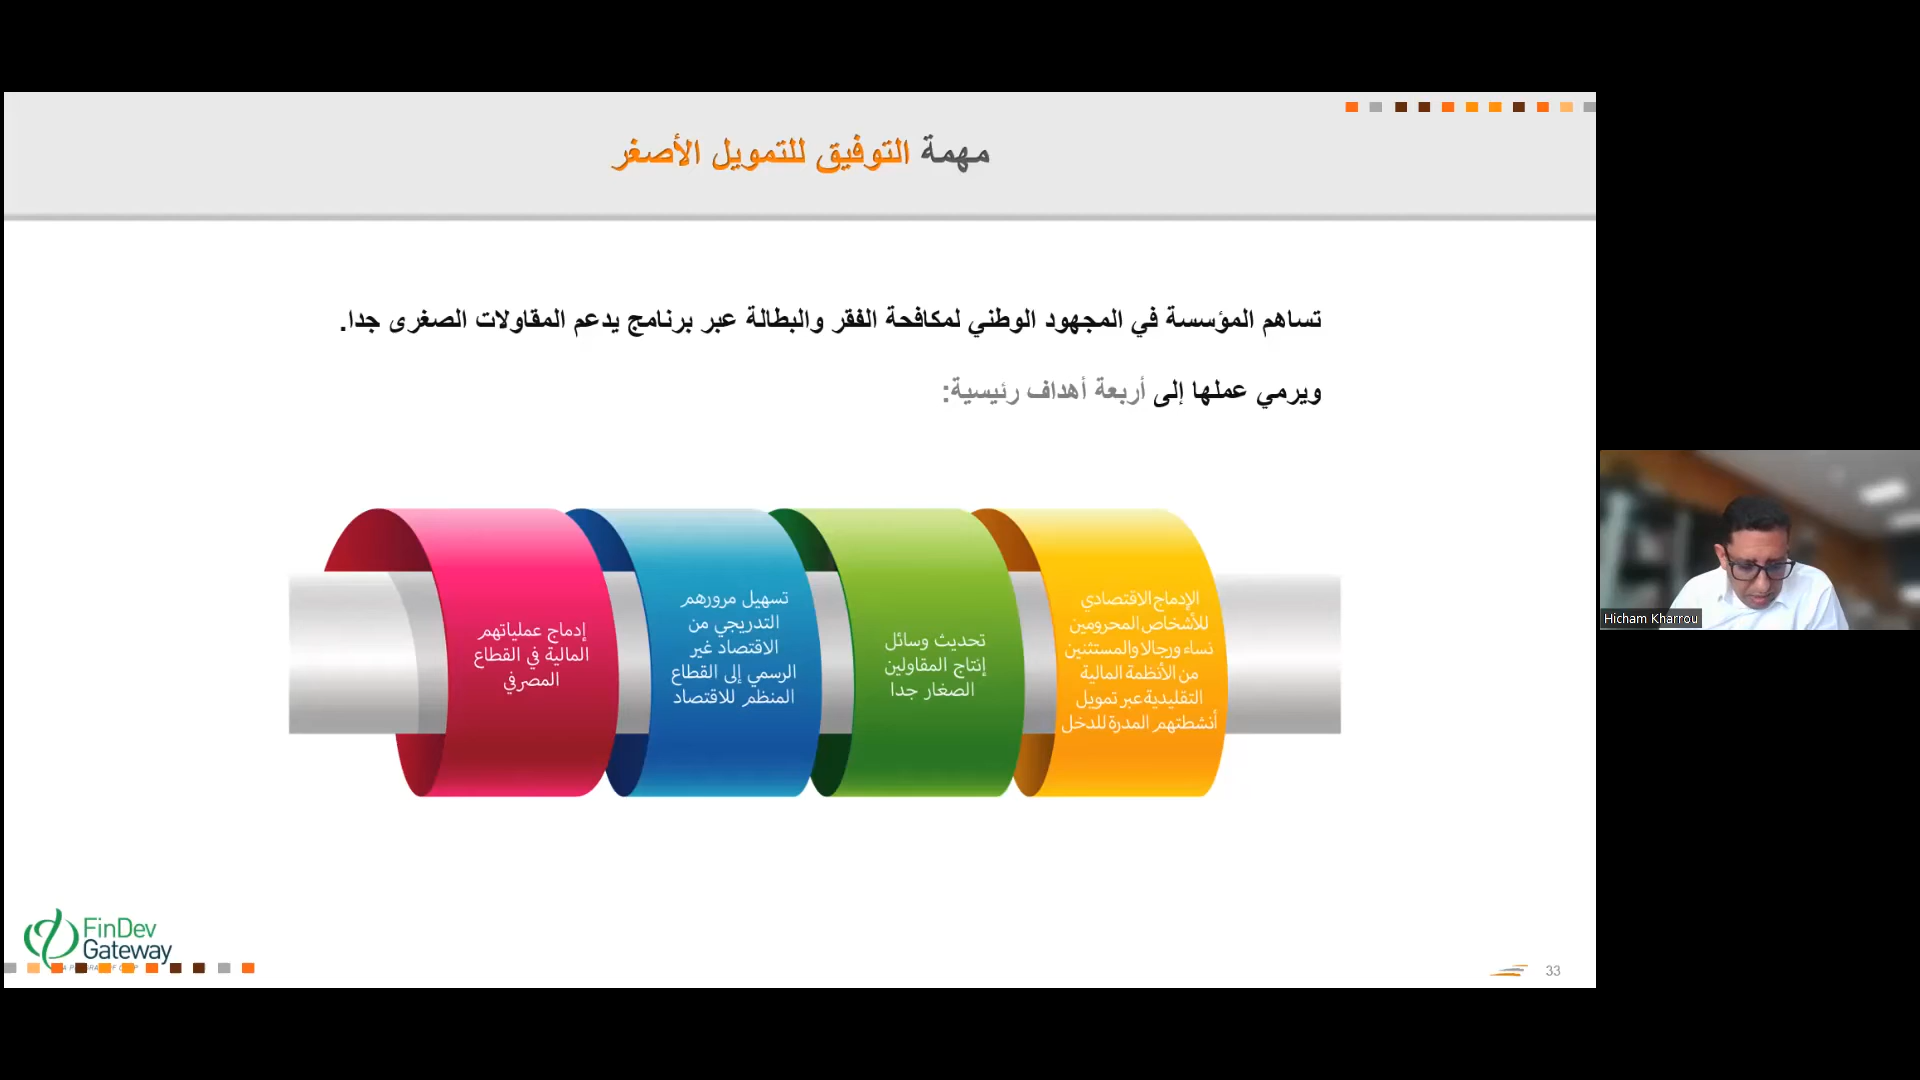 مهمة التوفيق للتمويل الأصغر
تساهم المؤسسة في المجهود الوطني لمكافحة الفقر والبطالة عبر برنامج يدعم المقاولات الصغرى جدا.
ويرمي عملها إلى أربعة أهداف رئيسية:
الإدماج الاقتصادي
للأشخاص المحرومين
نساء ورجالا والمستثنين
من الأنظمة المالية
التقليدية عبر تمويل
أنشطتهم المدرة للدخل
تحديث وسائل
إنتاج المقاولين
الصغار جدا
تسهيل مرورهم
التدريجي من
الاقتصاد غير
الرسمي إلى القطاع
المنظم للاقتصاد
إدماج عملياتهم
المالية في القطاع
المصرفي
Hicham Kharrou
FinDev
Gateway
33